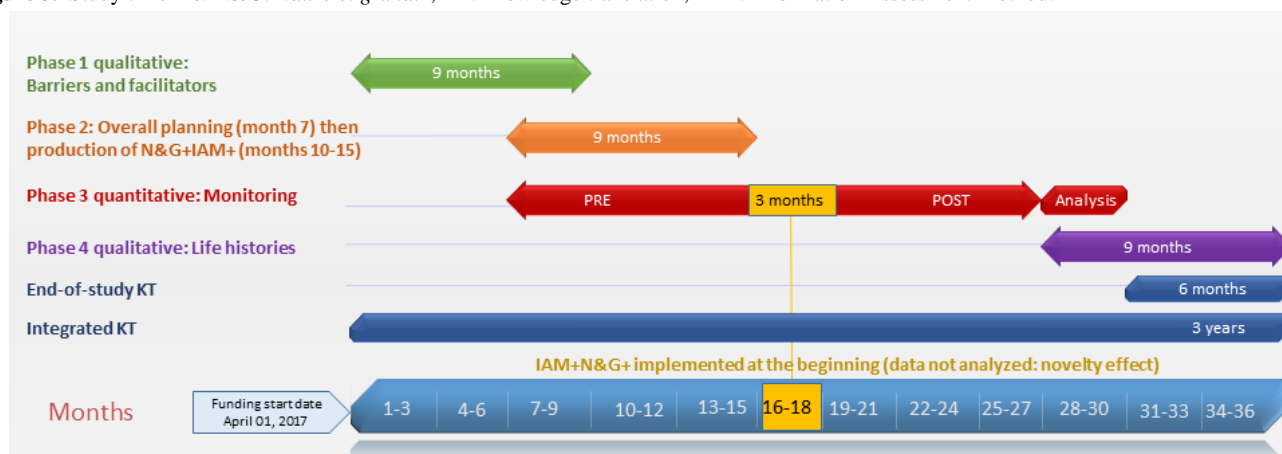 Phase 1 qualitative:
Barriers and facilitators
9 months
Phase 2: Overall planning (month 7) then
production of N&G+IAM+ (months 10-15)
9 months
Phase 3 quantitative: Monitoring
PRE
3 months
POST
Analysis
Phase 4 qualitative: Life histories
9 months
End-of-study KT
6 months
Integrated KT
3 years
IAM+N&G+ implemented at the beginning (data not analyzed: novelty effect)
Months
Funding start date
April 01, 2017
1-3
4-6
7-9
10-12
13-15
16-18
19-21
22-24
25-27
28-30
31-33
34-36